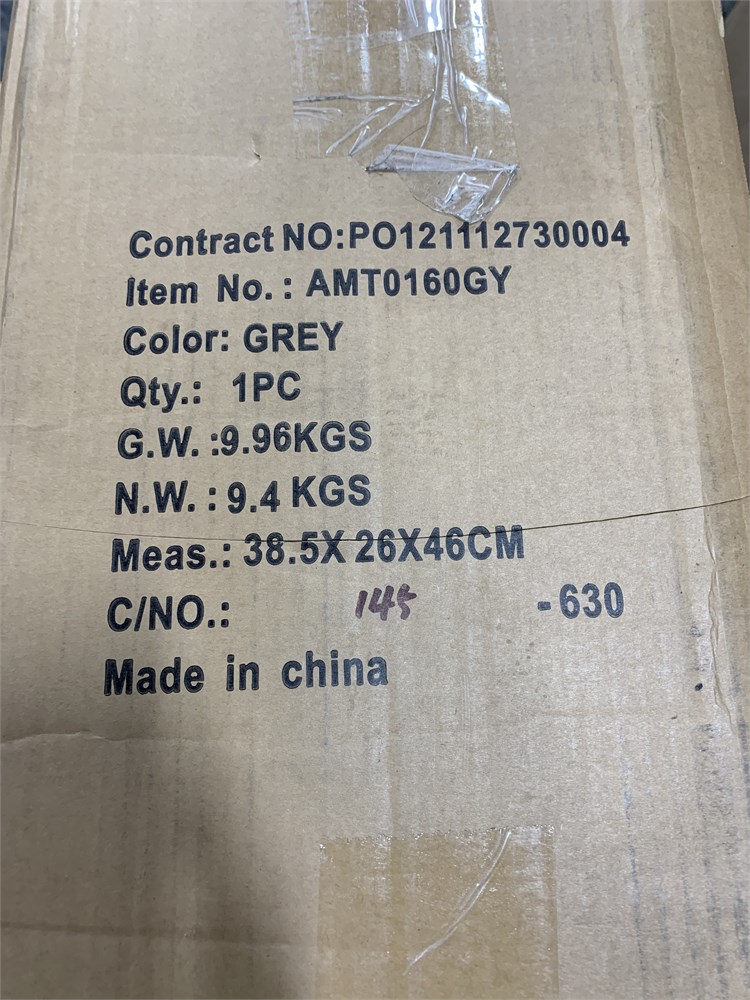 Contract NO:PO121112730004
Item No.: AMT0160GY
Color: GREY
Qty.: 1PC
G.W.:9.96KGS
N.W.: 9.4 KGS
Meas.: 38.5X 26X46CM
C/NO.: 145 -630
Made in china